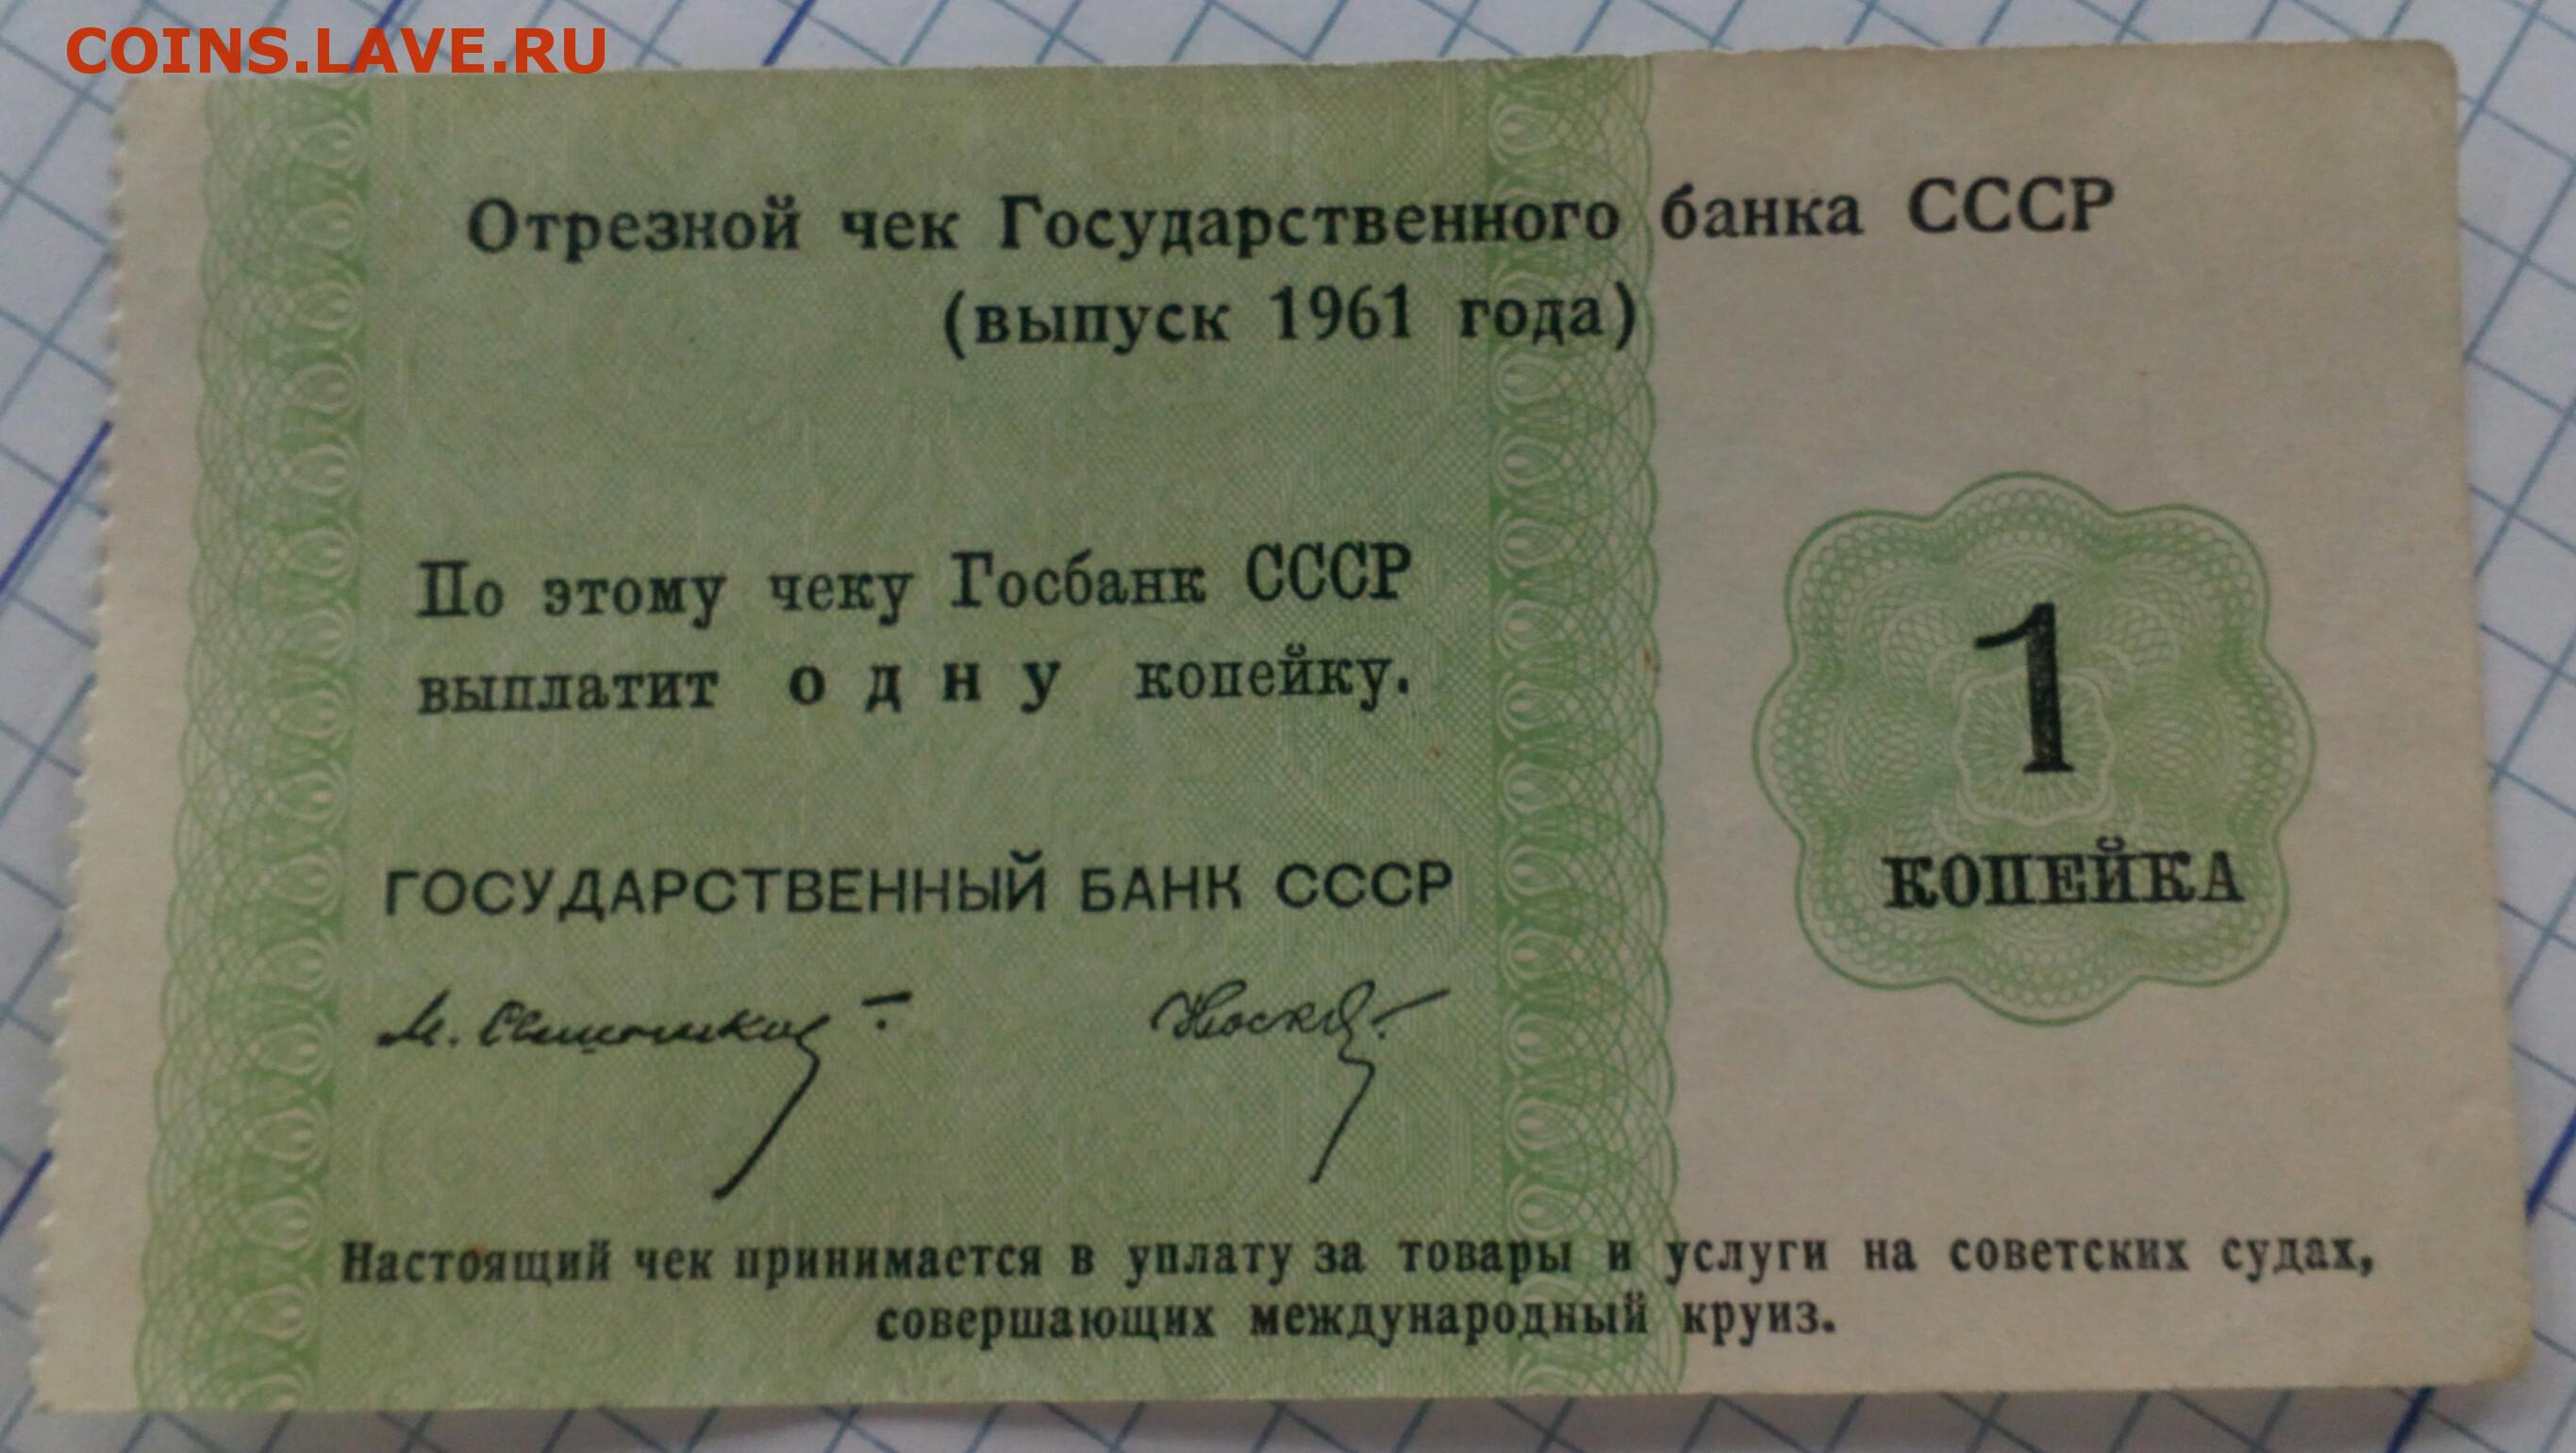 COINS.LAVE.RU
Отрезной чек Государственного банка СССР
(выпуск 1961 года)
По этому чеку Госбанк СССР
выплатит одну копейку.
1
КОПЕЙКА
ГОСУДАРСТВЕННЫЙ БАНК СССР
Настоящий чек принимается в уплату за товары и услуги на советских судах,
совершающих международный круиз.